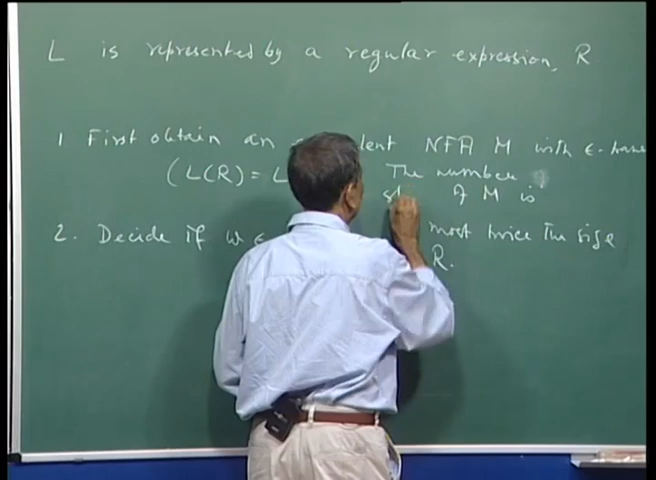 L is represented by a regular expression, R
1 First obtain an lent NFA M with ε-
(L(R) = L
The number
of M is
2. Decide if w ∈
most twice the size
R.